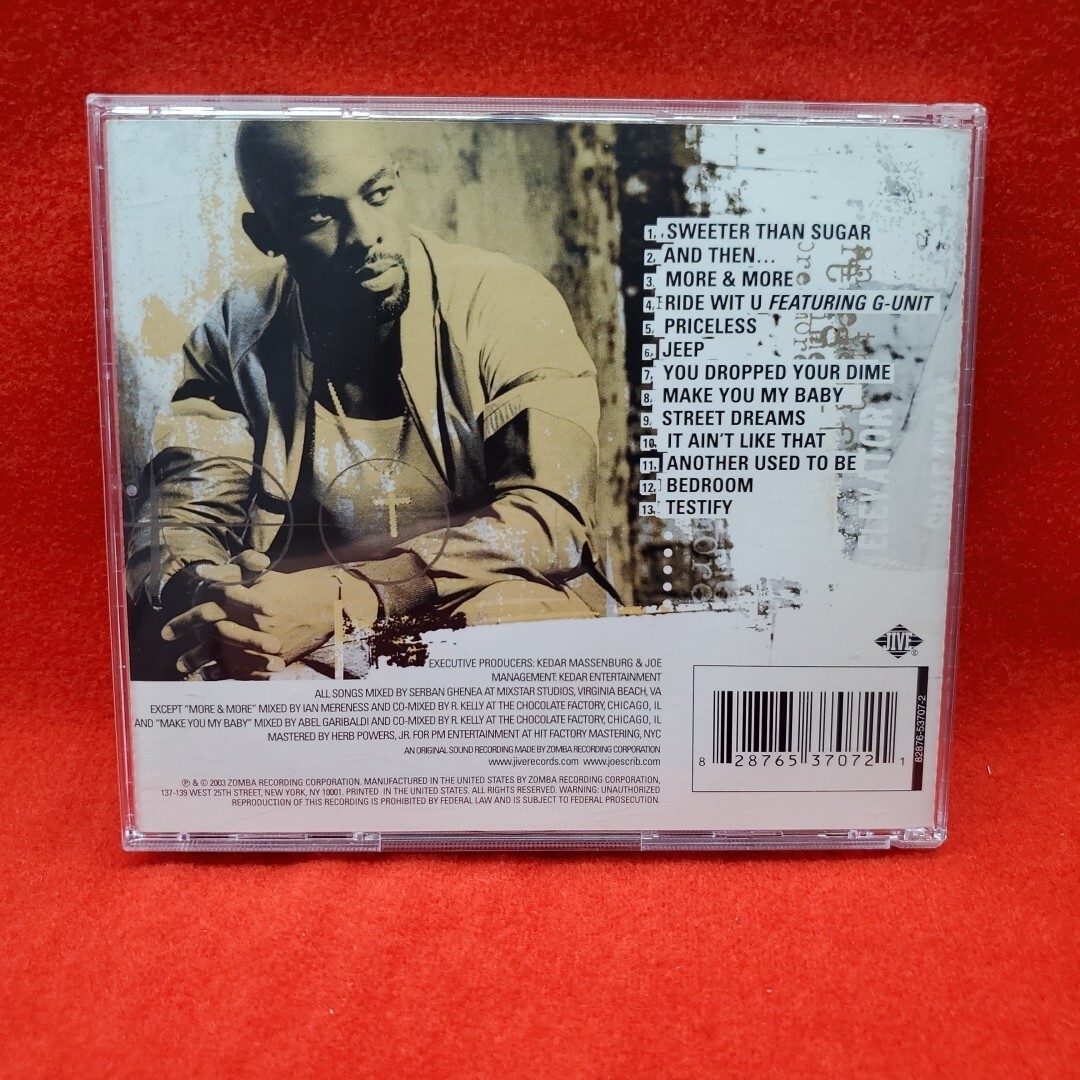 1. SWEETER THAN SUGAR
2. AND THEN...
3. MORE & MORE
4. RIDE WIT U FEATURING G-UNIT
5. PRICELESS
6. JEEP
7. YOU DROPPED YOUR DIME
8. MAKE YOU MY BABY
9. STREET DREAMS
10. IT AIN'T LIKE THAT
11. ANOTHER USED TO BE
12. BEDROOM
13. TESTIFY
JIVE
®
EXECUTIVE PRODUCERS: KEDAR MASSENBURG & JOE
MANAGEMENT: KEDAR ENTERTAINMENT
ALL SONGS MIXED BY SERBAN GHENEA AT MIXSTAR STUDIOS, VIRGINIA BEACH, VA
EXCEPT "MORE & MORE" MIXED BY IAN MERENESS AND CO-MIXED BY R. KELLY AT THE CHOCOLATE FACTORY, CHICAGO, IL
AND "MAKE YOU MY BABY" MIXED BY ABEL GARIBALDI AND CO-MIXED BY R. KELLY AT THE CHOCOLATE FACTORY, CHICAGO, IL
MASTERED BY HERB POWERS, JR. FOR PM ENTERTAINMENT AT HIT FACTORY MASTERING, NYC
AN ORIGINAL SOUND RECORDING MADE BY ZOMBA RECORDING CORPORATION
www.jiverecords.com www.joescrib.com
℗ & © 2003 ZOMBA RECORDING CORPORATION. MANUFACTURED IN THE UNITED STATES BY ZOMBA RECORDING CORPORATION,
137-139 WEST 25TH STREET, NEW YORK, NY 10001. PRINTED IN THE UNITED STATES. ALL RIGHTS RESERVED. WARNING: UNAUTHORIZED
REPRODUCTION OF THIS RECORDING IS PROHIBITED BY FEDERAL LAW AND IS SUBJECT TO FEDERAL PROSECUTION.
8 28765 37072 1
82876-53707-2